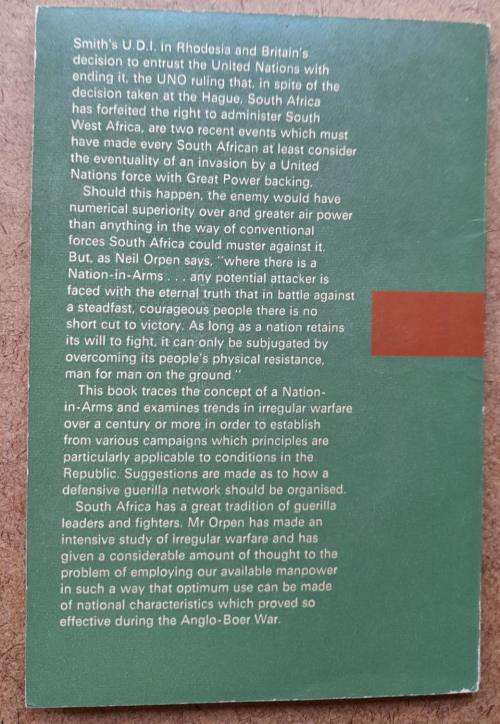 Smith's U.D.I. in Rhodesia and Britain's
decision to entrust the United Nations with
ending it, the UNO ruling that, in spite of the
decision taken at the Hague, South Africa
has forfeited the right to administer South
West Africa, are two recent events which must
have made every South African at least consider
the eventuality of an invasion by a United
Nations force with Great Power backing.
Should this happen, the enemy would have
numerical superiority over and greater air power
than anything in the way of conventional
forces South Africa could muster against it.
But, as Neil Orpen says, "where there is a
Nation-in-Arms . . . any potential attacker is
faced with the eternal truth that in battle against
a steadfast, courageous people there is no
short cut to victory. As long as a nation retains
its will to fight, it can only be subjugated by
overcoming its people's physical resistance,
man for man on the ground."
This book traces the concept of a Nation-
in-Arms and examines trends in irregular warfare
over a century or more in order to establish
from various campaigns which principles are
particularly applicable to conditions in the
Republic. Suggestions are made as to how a
defensive guerilla network should be organised.
South Africa has a great tradition of guerilla
leaders and fighters. Mr Orpen has made an
intensive study of irregular warfare and has
given a considerable amount of thought to the
problem of employing our available manpower
in such a way that optimum use can be made
of national characteristics which proved so
effective during the Anglo-Boer War.